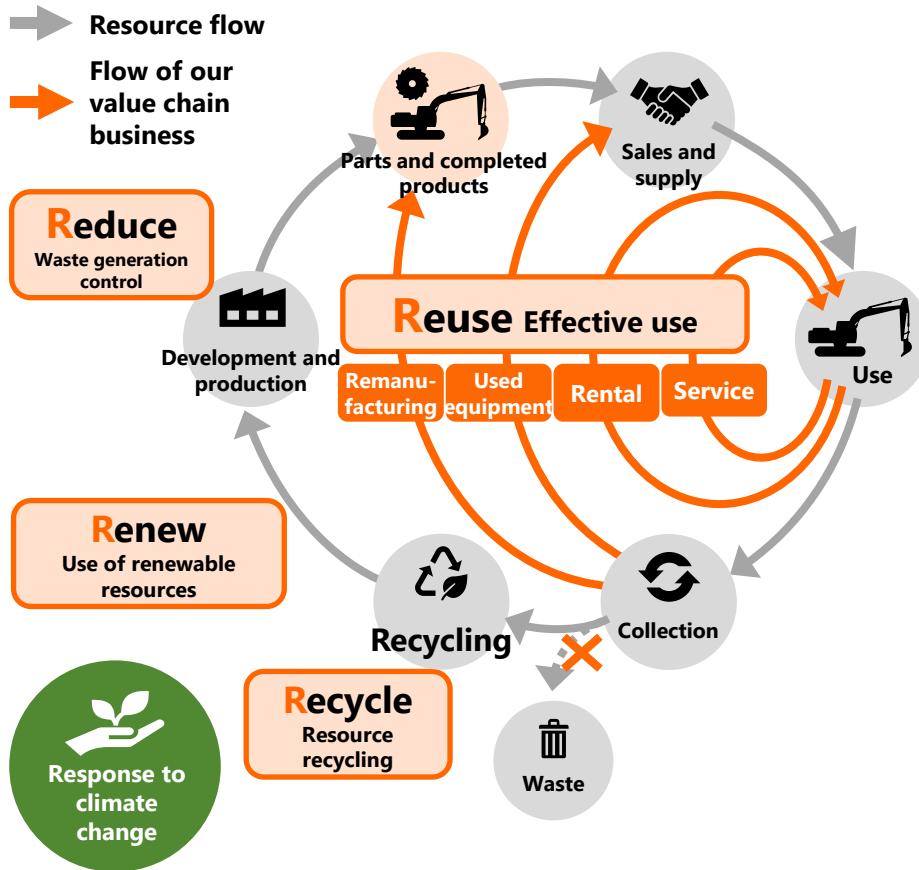 Resource flow
Flow of our
value chain
business
Parts and completed
products
Sales and
supply
Reduce
Waste generation
control
Development and
production
Reuse Effective use
Remanu-
facturing
Used
equipment
Rental
Service
Use
Renew
Use of renewable
resources
Recycling
Collection
Recycle
Resource
recycling
Waste
Response to
climate
change